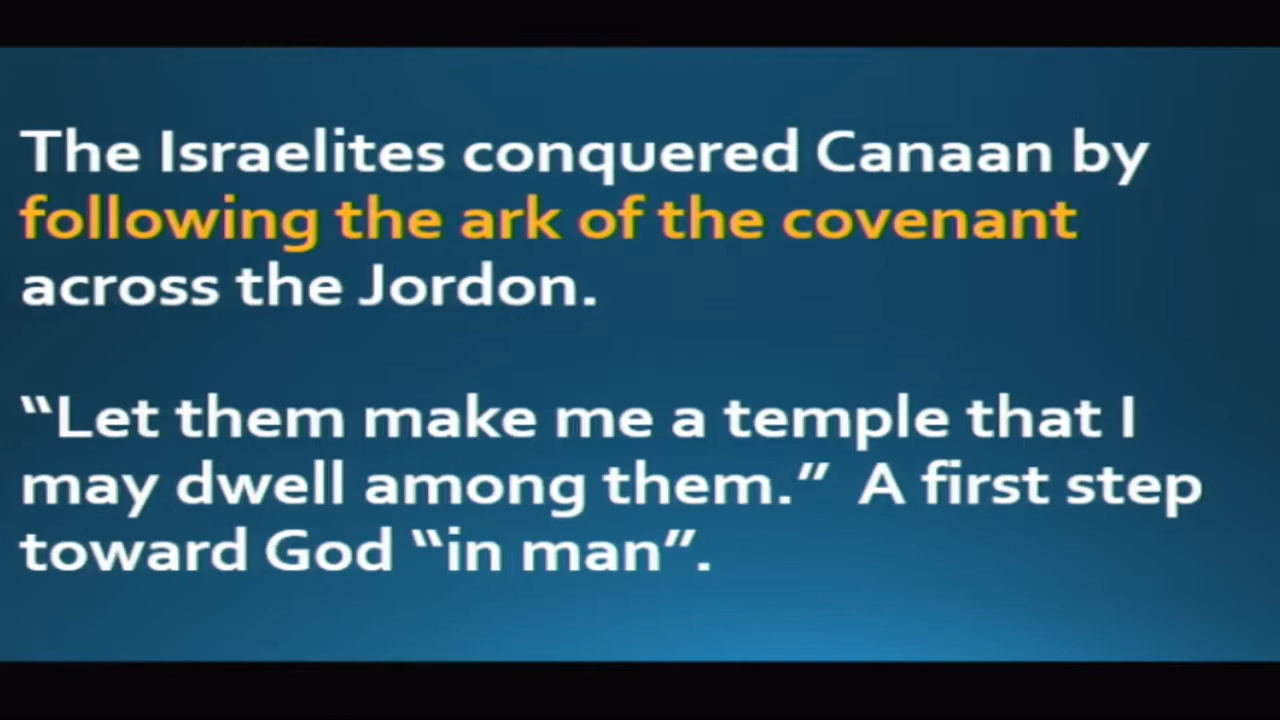 The Israelites conquered Canaan by
following the ark of the covenant
across the Jordon.
“Let them make me a temple that I
may dwell among them.”  A first step
toward God “in man”.